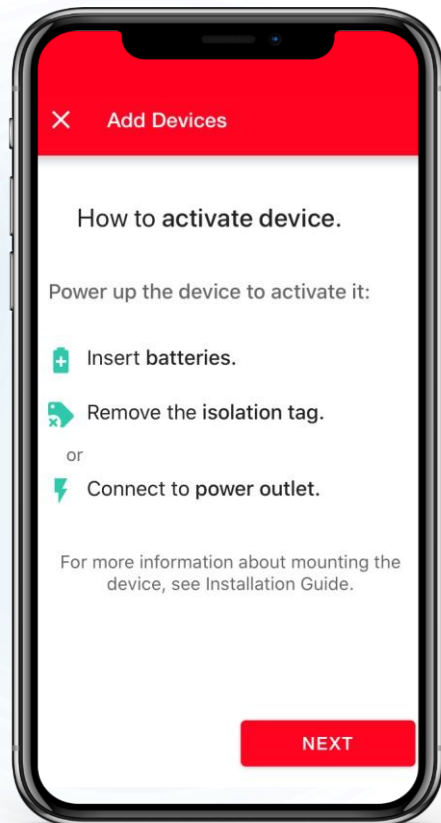 Add Devices
How to activate device.
Power up the device to activate it:
Insert batteries.
Remove the isolation tag.
or
Connect to power outlet.
For more information about mounting the
device, see Installation Guide.
NEXT